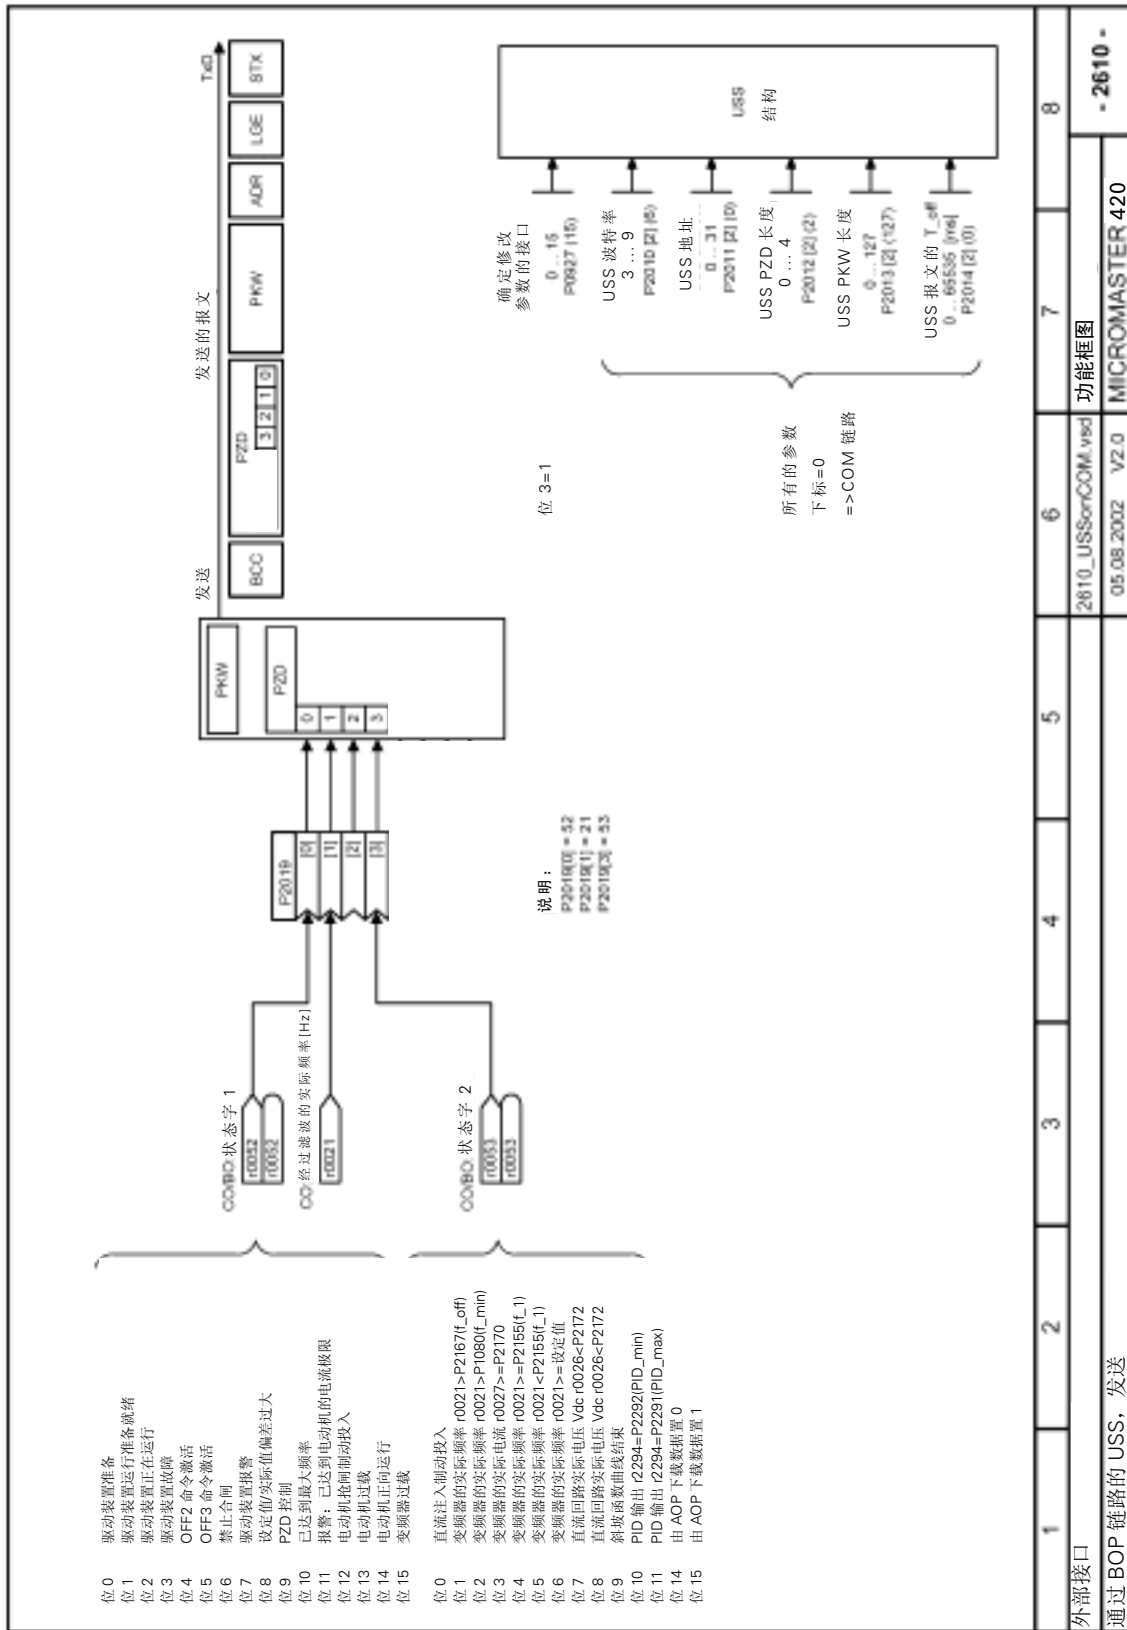 位 0 驱动装置准备
位 1 驱动装置运行准备就绪
位 2 驱动装置正在运行
位 3 驱动装置故障
位 4 OFF2 命令激活
位 5 OFF3 命令激活
位 6 禁止合闸
位 7 驱动装置报警
位 8 设定值/实际值偏差过大
位 9 PZD 控制
位 10 已达到最大频率
位 11 报警：已达到电动机的电流极限
位 12 电动机抱闸制动投入
位 13 电动机过载
位 14 电动机正向运行
位 15 变频器过载
位 0 直流注入制动投入
位 1 变频器的实际频率 r0021>P2167(f_off)
位 2 变频器的实际频率 r0021>P1080(f_min)
位 3 变频器的实际电流 r0027>=P2170
位 4 变频器的实际频率 r0021>=P2155(f_1)
位 5 变频器的实际频率 r0021<P2155(f_1)
位 6 变频器的实际频率 r0021>=设定值
位 7 直流回路实际电压 Vdc r0026<P2172
位 8 直流回路实际电压 Vdc r0026<P2172
位 9 斜坡函数曲线结束
位 10 PID 输出 r2294=P2292(PID_min)
位 11 PID 输出 r2294=P2291(PID_max)
位 14 由 AOP 下载数据置 0
位 15 由 AOP 下载数据置 1
CO/BO:状态字 1
r0052
r0052
CO:经过滤波的实际频率[Hz]
r0021
CO/BO:状态字 2
r0053
r0053
P2019
[0]
[1]
[2]
[3]
说明：
P2019[0] = 52
P2019[1] = 21
P2019[3] = 53
PKW
PZD
0
1
2
3
发送
发送的报文
TxD
BCC
PZD
3 2 1 0
PKW
ADR
LGE
STX
位 3=1
确定修改
参数的接口
0 ... 15
P0927 (15)
USS 波特率
3 ... 9
P2010 [2] (6)
USS 地址
0 ... 31
P2011 [2] (0)
USS PZD 长度
0 ... 4
P2012 [2] (2)
USS PKW 长度
0 ... 127
P2013 [2] (127)
USS 报文的 T_off
0 ... 65535 [ms]
P2014 [2] (0)
所有的参数
下标=0
=>COM 链路
USS
结构
1 2 3 4 5 6 7 8
外部接口
2610_USSonCOM.vsd
功能框图
- 2610 -
通过 BOP 链路的 USS，发送
05.08.2002 V2.0
MICROMASTER 420